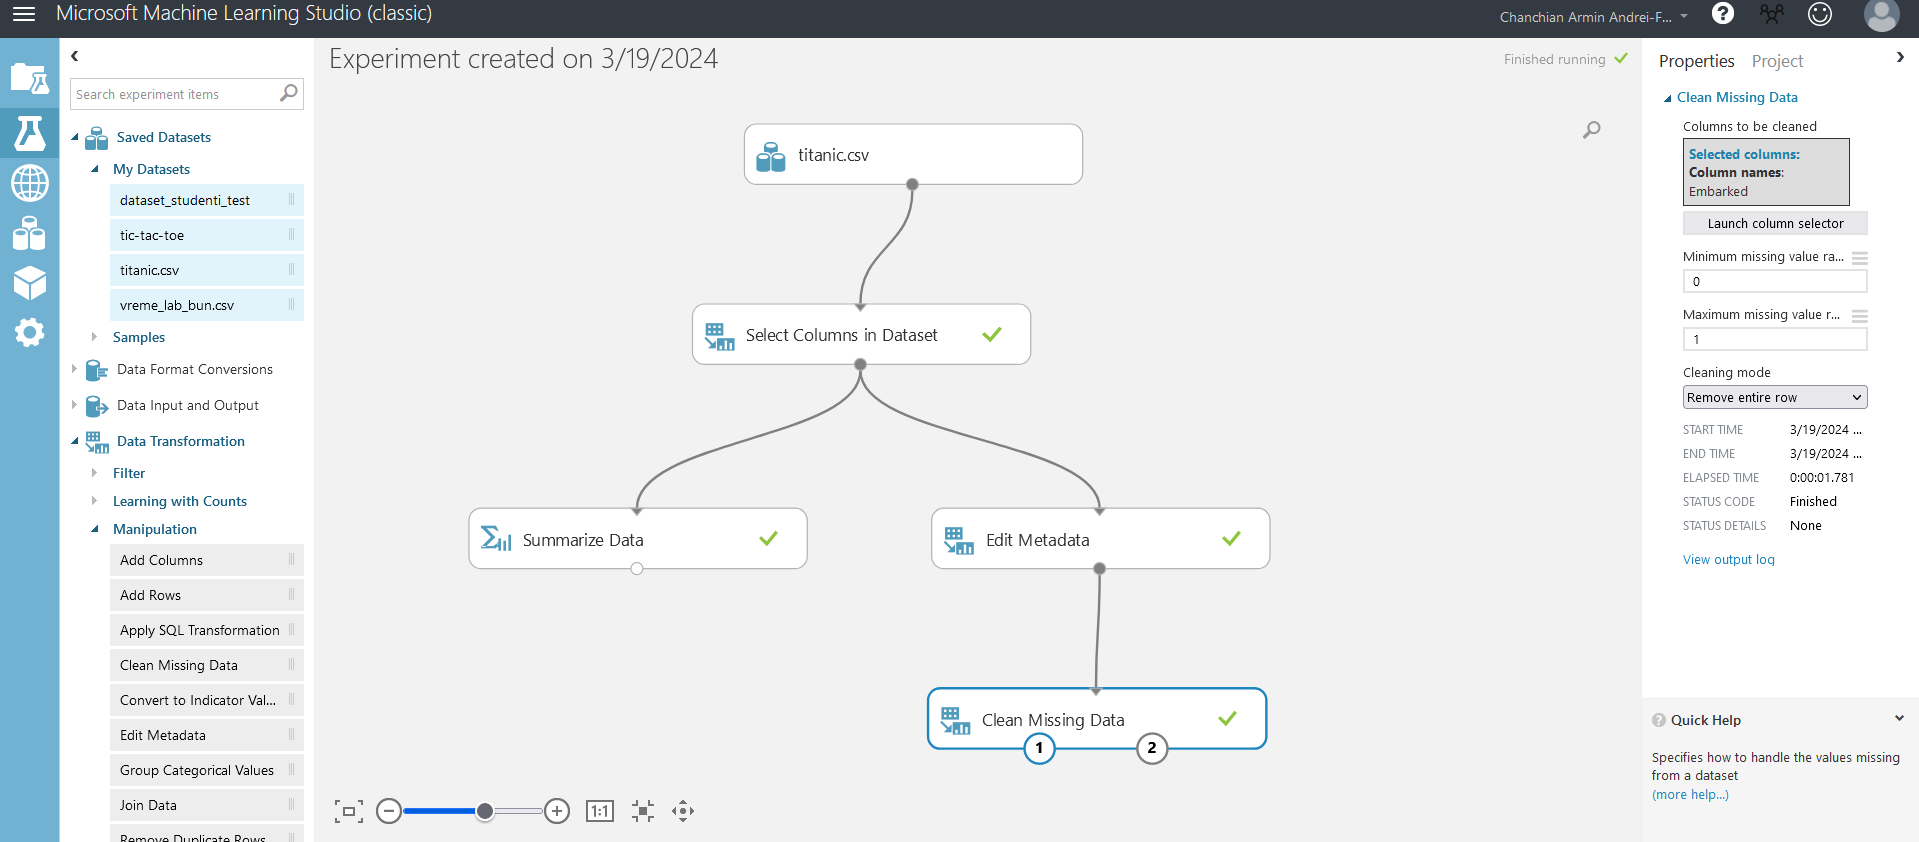 Microsoft Machine Learning Studio (classic)
Chanchian Armin Andrei-F...
Search experiment items
Saved Datasets
My Datasets
dataset_studenti_test
tic-tac-toe
titanic.csv
vreme_lab_bun.csv
Samples
Data Format Conversions
Data Input and Output
Data Transformation
Filter
Learning with Counts
Manipulation
Add Columns
Add Rows
Apply SQL Transformation
Clean Missing Data
Convert to Indicator Val...
Edit Metadata
Group Categorical Values
Join Data
Remove Duplicate Rows
Experiment created on 3/19/2024
Finished running
titanic.csv
Select Columns in Dataset
Summarize Data
Edit Metadata
Clean Missing Data
1 2
1:1
Properties Project
Clean Missing Data
Columns to be cleaned
Selected columns:
Column names:
Embarked
Launch column selector
Minimum missing value ra...
0
Maximum missing value r...
1
Cleaning mode
Remove entire row
START TIME 3/19/2024 ...
END TIME 3/19/2024 ...
ELAPSED TIME 0:00:01.781
STATUS CODE Finished
STATUS DETAILS None
View output log
? Quick Help
Specifies how to handle the values missing
from a dataset
(more help...)